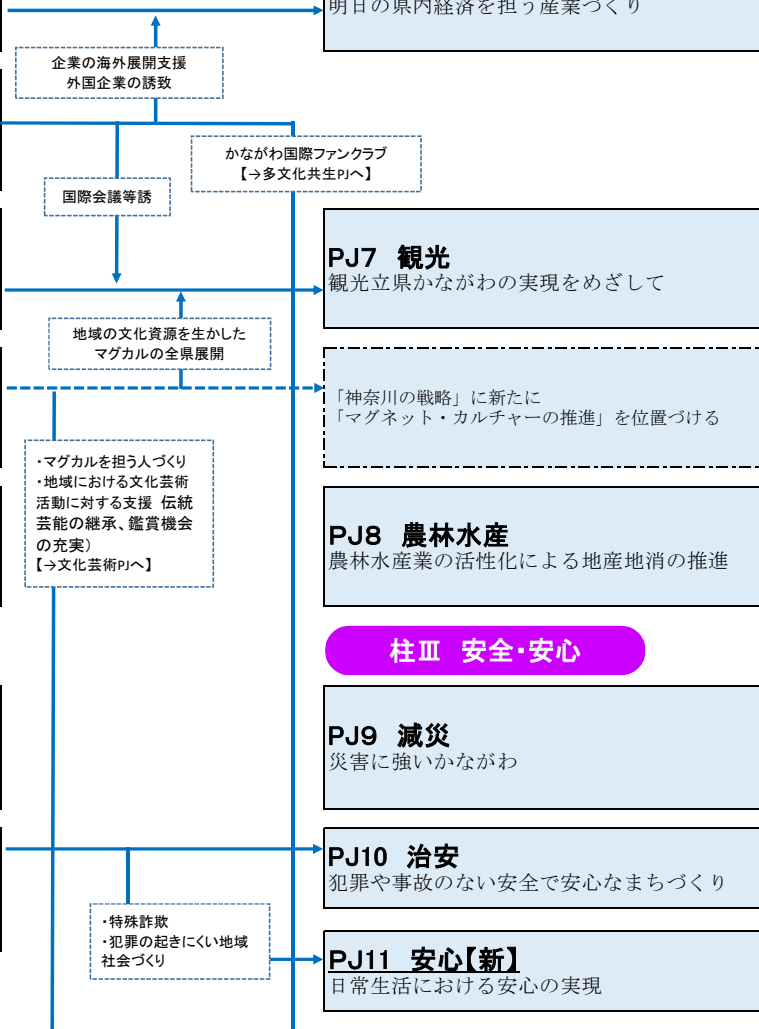 明日の県内経済を担う産業づくり
企業の海外展開支援
外国企業の誘致
かながわ国際ファンクラブ
【→多文化共生PJへ】
国際会議等誘
PJ7 観光
観光立県かながわの実現をめざして
地域の文化資源を生かした
マグカルの全県展開
「神奈川の戦略」に新たに
「マグネット・カルチャーの推進」を位置づける
・マグカルを担う人づくり
・地域における文化芸術
活動に対する支援 伝統
芸能の継承、鑑賞機会
の充実）
【→文化芸術PJへ】
PJ8 農林水産
農林水産業の活性化による地産地消の推進
柱Ⅲ 安全・安心
PJ9 減災
災害に強いかながわ
PJ10 治安
犯罪や事故のない安全で安心なまちづくり
・特殊詐欺
・犯罪の起きにくい地域
社会づくり
PJ11 安心【新】
日常生活における安心の実現